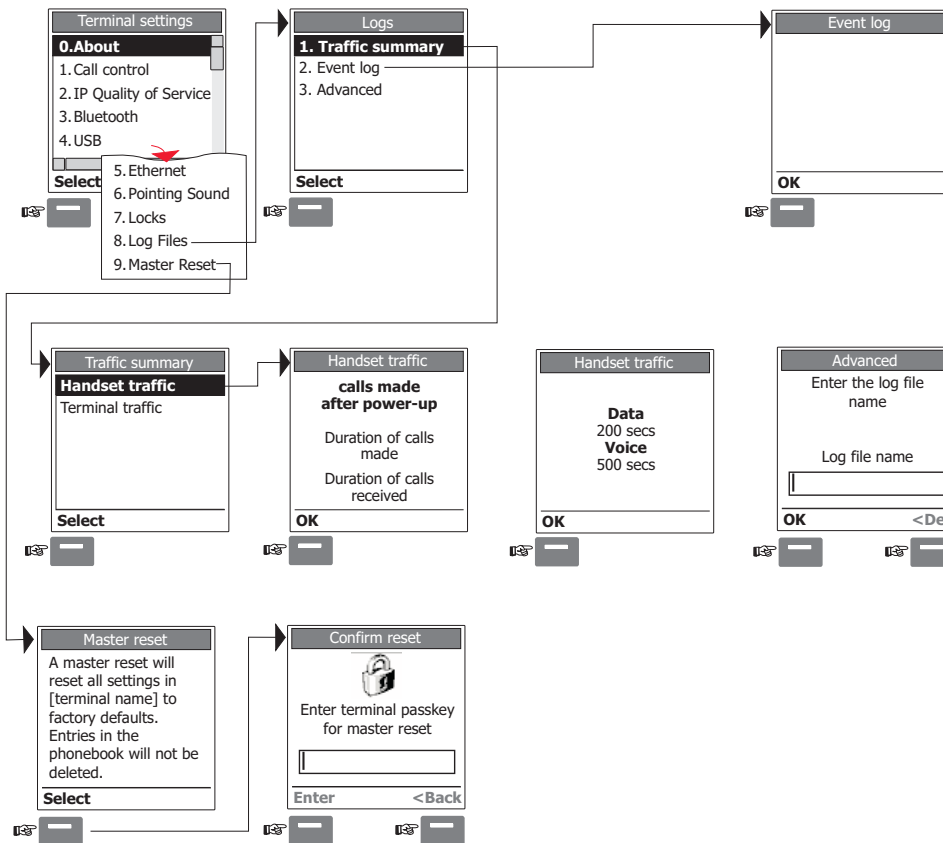 Terminal settings
0.About
1.Call control
2.IP Quality of Service
3.Bluetooth
4.USB
Select
5.Ethernet
6.Pointing Sound
7.Locks
8.Log Files
9.Master Reset
Logs
1. Traffic summary
2. Event log
3. Advanced
Select
Event log
OK
Traffic summary
Handset traffic
Terminal traffic
Select
Handset traffic
calls made
after power-up
Duration of calls
made
Duration of calls
received
OK
Handset traffic
Data
200 secs
Voice
500 secs
OK
Advanced
Enter the log file
name
Log file name
OK <De
Master reset
A master reset will
reset all settings in
[terminal name] to
factory defaults.
Entries in the
phonebook will not be
deleted.
Select
Confirm reset
Enter terminal passkey
for master reset
Enter <Back